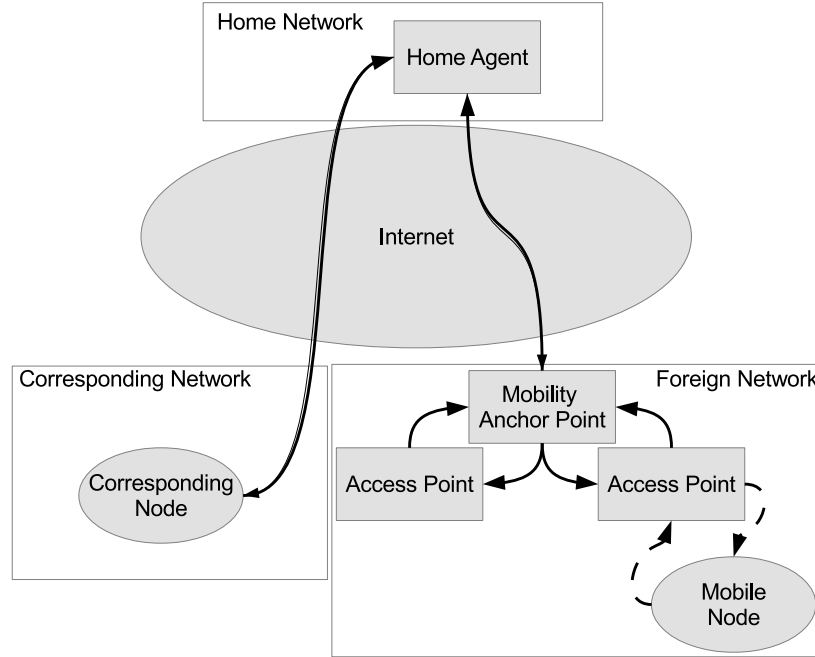 Home Network
Home Agent
Internet
Corresponding Network
Foreign Network
Mobility
Anchor Point
Access Point
Access Point
Corresponding
Node
Mobile
Node